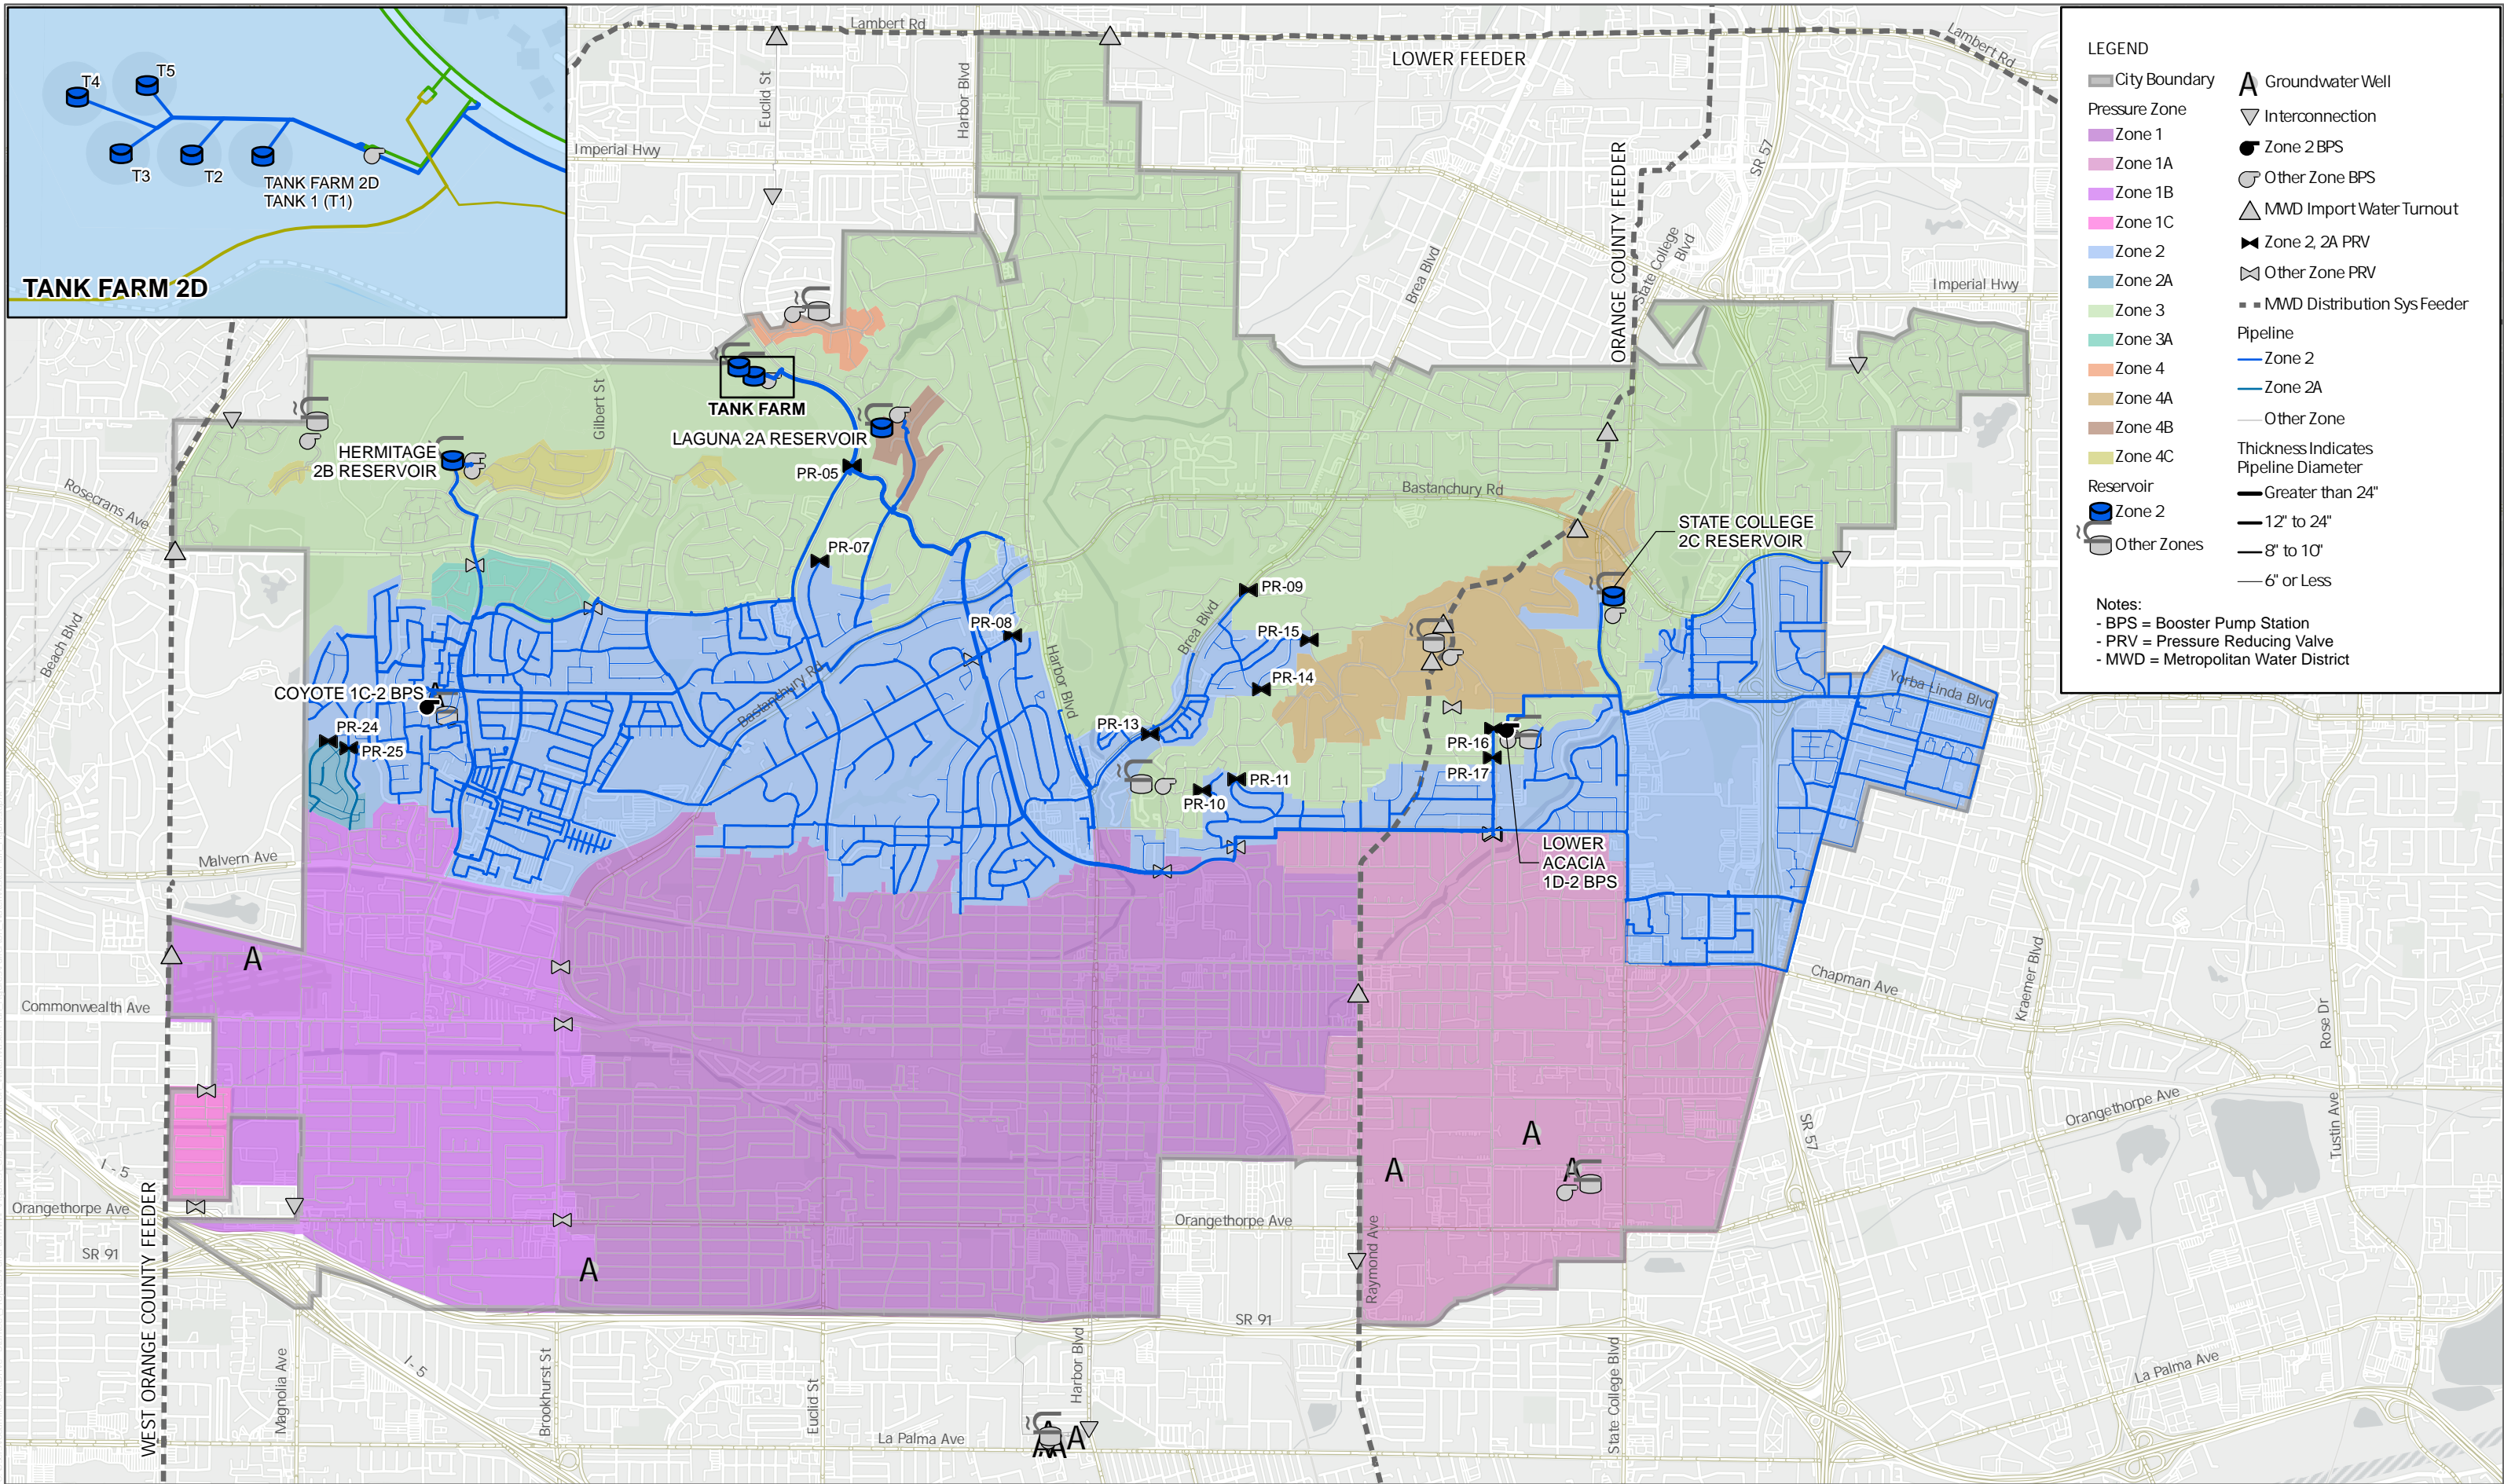 T4
T5
T3
T2
TANK FARM 2D
TANK 1 (T1)
TANK FARM 2D
Lambert Rd
LOWER FEEDER
Lambert Rd
Euclid St
Harbor Blvd
Imperial Hwy
ORANGE COUNTY FEEDER
SR 57
State College
Blvd
Brea Blvd
Imperial Hwy
Gilbert St
TANK FARM
LAGUNA 2A RESERVOIR
HERMITAGE
2B RESERVOIR
PR-05
Rosecrans Ave
Bastanchury Rd
STATE COLLEGE
2C RESERVOIR
PR-07
PR-09
Beach Blvd
PR-08
PR-15
Brea Blvd
Harbor Blvd
PR-14
Bastanchury Rd
COYOTE 1C-2 BPS
Yorba Linda Blvd
PR-24
PR-25
PR-13
PR-16
PR-17
PR-11
PR-10
LOWER
ACACIA
1D-2 BPS
Malvern Ave
A
Chapman Ave
Kraemer Blvd
Rose Dr
Commonwealth Ave
Orangethorpe Ave
Tustin Ave
SR 57
A
A
A
I - 5
Orangethorpe Ave
Orangethorpe Ave
Raymond Ave
SR 91
A
WEST ORANGE COUNTY FEEDER
SR 91
Magnolia Ave
I - 5
Brookhurst St
Euclid St
Harbor Blvd
State College Blvd
La Palma Ave
La Palma Ave
A
LEGEND
City Boundary
Pressure Zone
Zone 1
Zone 1A
Zone 1B
Zone 1C
Zone 2
Zone 2A
Zone 3
Zone 3A
Zone 4
Zone 4A
Zone 4B
Zone 4C
Reservoir
Zone 2
Other Zones
A Groundwater Well
Interconnection
Zone 2 BPS
Other Zone BPS
MWD Import Water Turnout
Zone 2, 2A PRV
Other Zone PRV
MWD Distribution Sys Feeder
Pipeline
Zone 2
Zone 2A
Other Zone
Thickness Indicates
Pipeline Diameter
Greater than 24"
12" to 24"
8" to 10"
6" or Less
Notes:
- BPS = Booster Pump Station
- PRV = Pressure Reducing Valve
- MWD = Metropolitan Water District